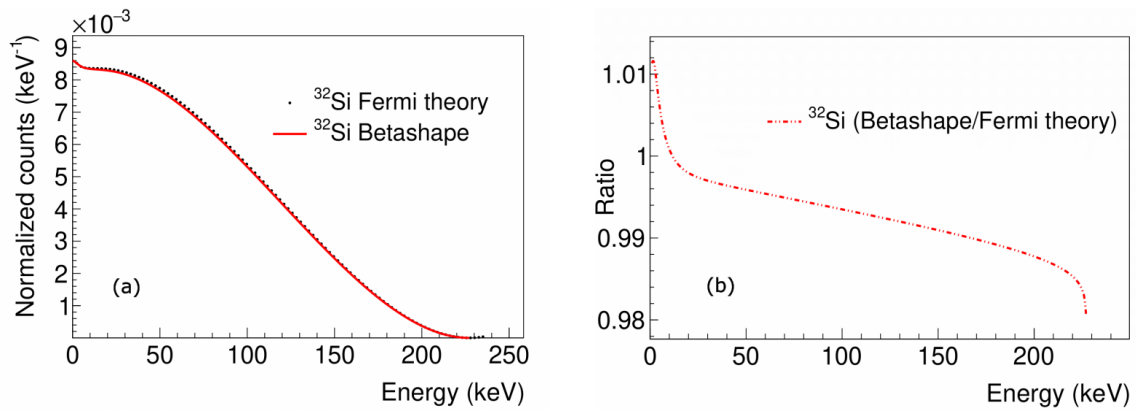 ×10⁻³
9
8
7
6
5
4
3
2
1
Normalized counts (keV⁻¹)
³²Si Fermi theory
³²Si Betashape
(a)
0 50 100 150 200 250
Energy (keV)
1.01
1
0.99
0.98
Ratio
³²Si (Betashape/Fermi theory)
(b)
0 50 100 150 200
Energy (keV)